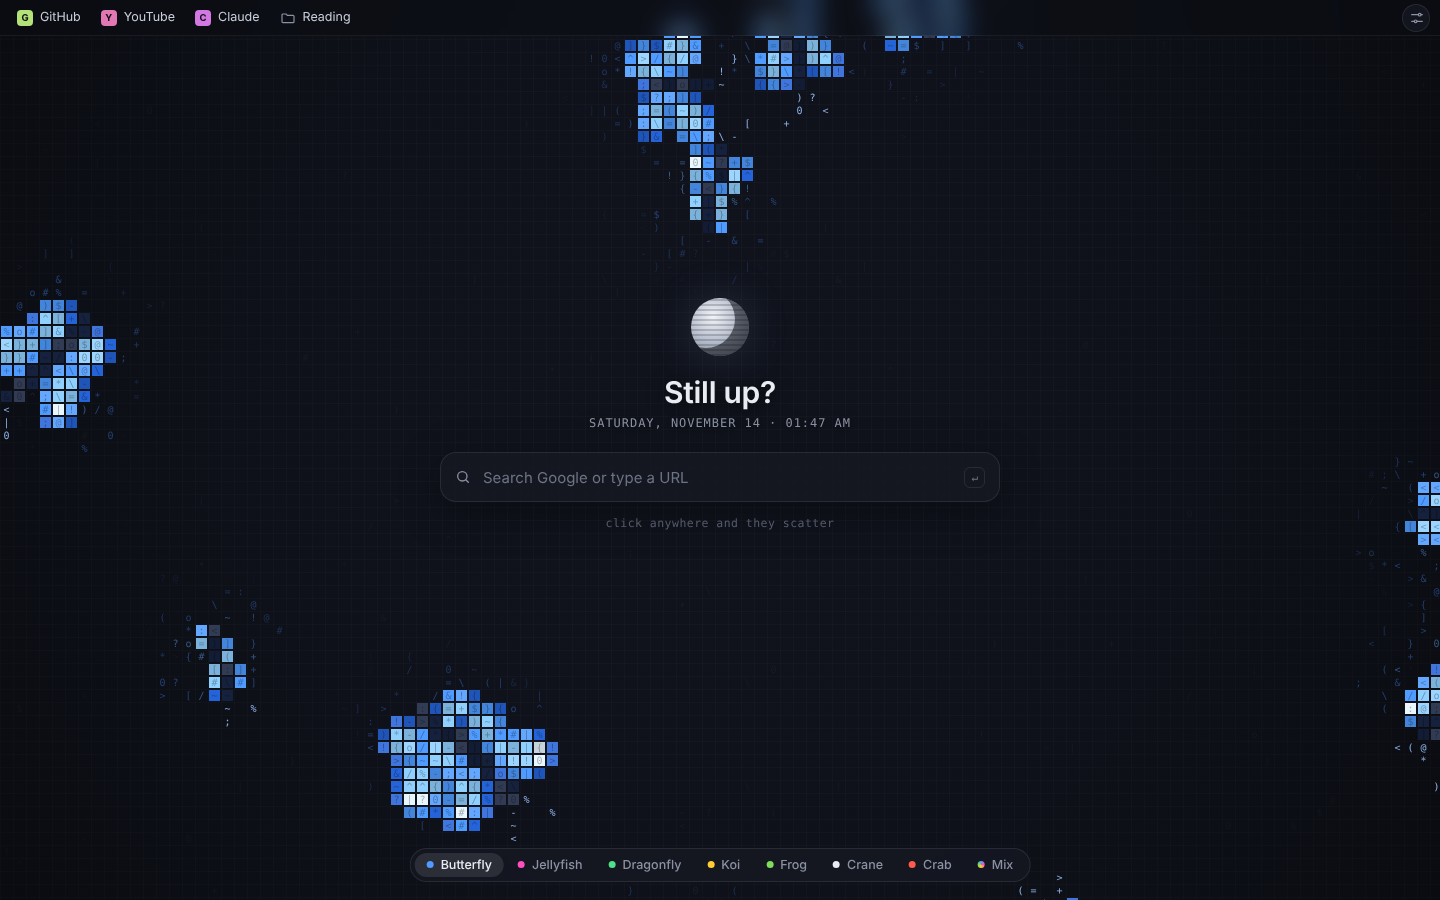 G GitHub Y YouTube C Claude Reading
Still up?
SATURDAY, NOVEMBER 14 · 01:47 AM
Search Google or type a URL
click anywhere and they scatter
Butterfly Jellyfish Dragonfly Koi Frog Crane Crab Mix